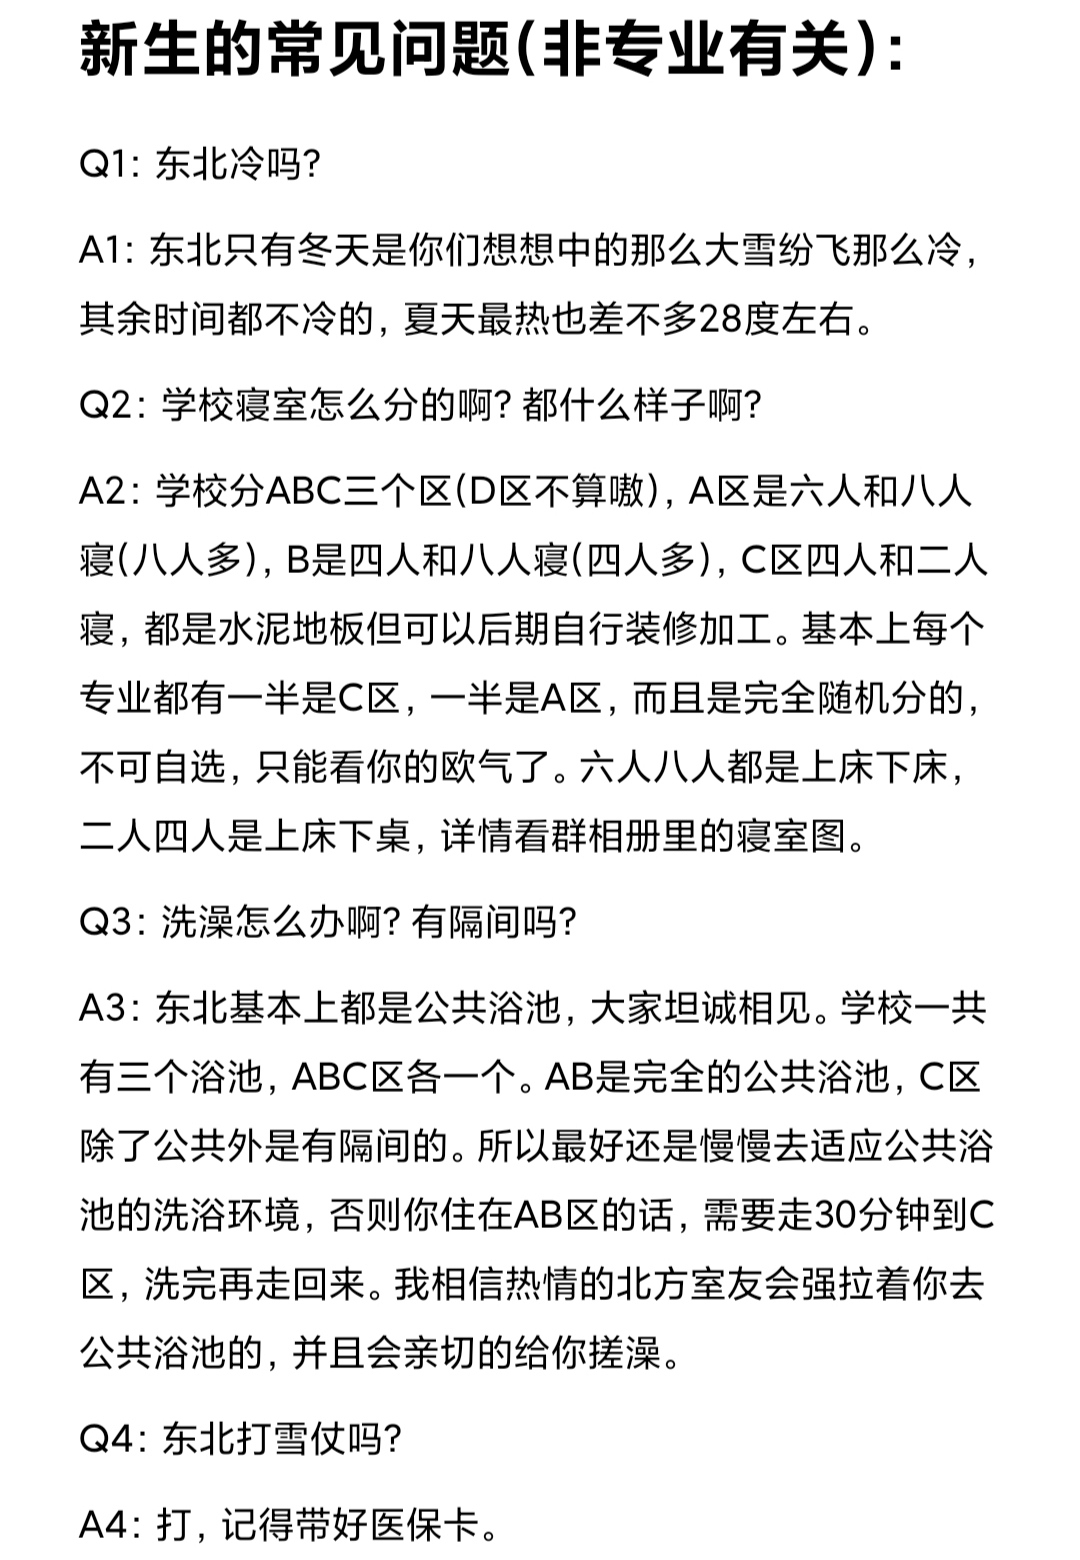 新生的常见问题(非专业有关):
Q1: 东北冷吗?
A1: 东北只有冬天是你们想想中的那么大雪纷飞那么冷,
其余时间都不冷的, 夏天最热也差不多28度左右。
Q2: 学校寝室怎么分的啊? 都什么样子啊?
A2: 学校分ABC三个区(D区不算嗷), A区是六人和八人
寝(八人多), B是四人和八人寝(四人多), C区四人和二人
寝, 都是水泥地板但可以后期自行装修加工。基本上每个
专业都有一半是C区, 一半是A区, 而且是完全随机分的,
不可自选, 只能看你的欧气了。六人八人都是上床下床,
二人四人是上床下桌, 详情看群相册里的寝室图。
Q3: 洗澡怎么办啊? 有隔间吗?
A3: 东北基本上都是公共浴池, 大家坦诚相见。学校一共
有三个浴池, ABC区各一个。AB是完全的公共浴池, C区
除了公共外是有隔间的。所以最好还是慢慢去适应公共浴
池的洗浴环境, 否则你住在AB区的话, 需要走30分钟到C
区, 洗完再走回来。我相信热情的北方室友会强拉着你去
公共浴池的, 并且会亲切的给你搓澡。
Q4: 东北打雪仗吗?
A4: 打, 记得带好医保卡。